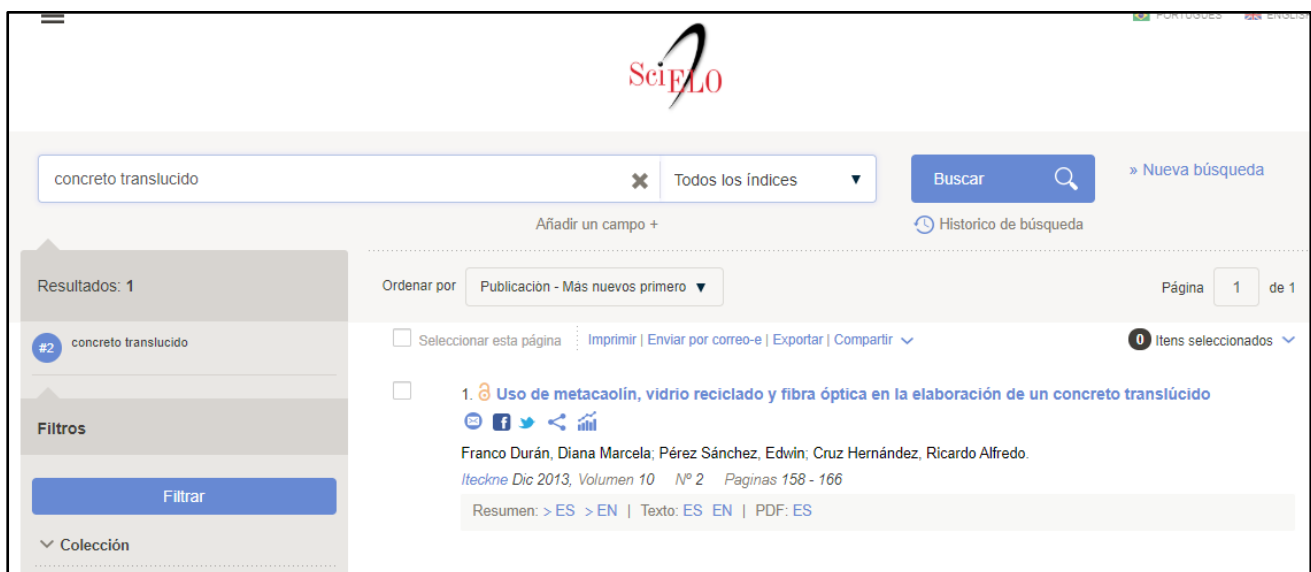 PORTUGUÊS ENGLISH
SciELO
concreto translucido
Todos los índices
Buscar
» Nueva búsqueda
Añadir un campo +
Historico de búsqueda
Resultados: 1
Ordenar por
Publicación - Más nuevos primero
Página 1 de 1
#2 concreto translucido
Seleccionar esta página
Imprimir | Enviar por correo-e | Exportar | Compartir
0 Itens seleccionados
1. Uso de metacaolín, vidrio reciclado y fibra óptica en la elaboración de un concreto translúcido
Filtros
Franco Durán, Diana Marcela; Pérez Sánchez, Edwin; Cruz Hernández, Ricardo Alfredo.
Iteckne Dic 2013, Volumen 10 Nº 2 Paginas 158 - 166
Filtrar
Resumen: > ES > EN | Texto: ES EN | PDF: ES
Colección